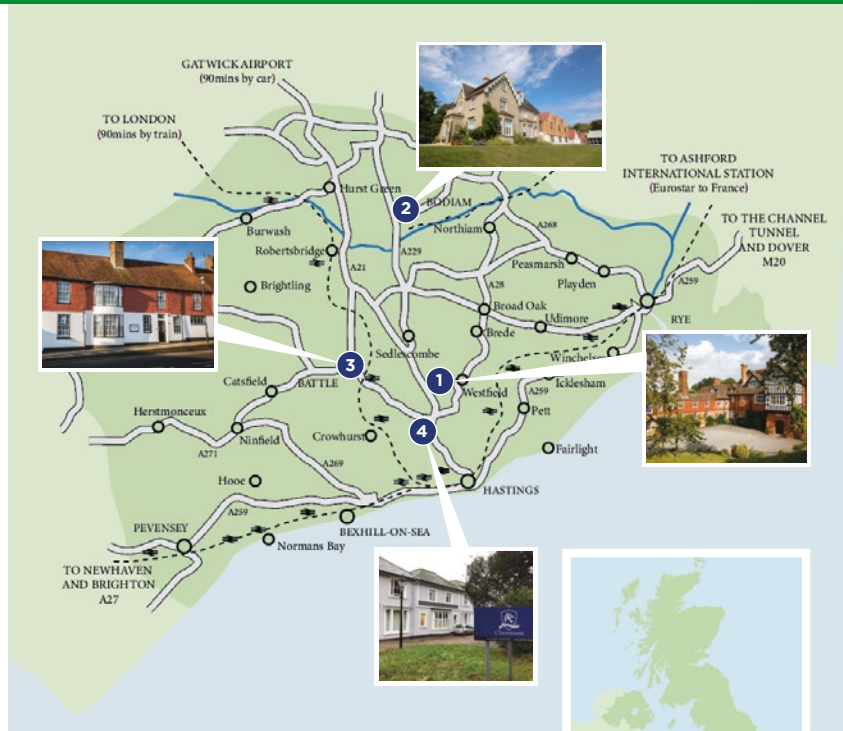 GATWICK AIRPORT
(90mins by car)
TO LONDON
(90mins by train)
TO ASHFORD
INTERNATIONAL STATION
(Eurostar to France)
TO THE CHANNEL
TUNNEL
AND DOVER
M20
Hurst Green
2
BODIAM
Burwash
Northiam
A268
Robertsbridge
A229
A21
Peasmarsh
A259
Brightling
A28
Playden
Broad Oak
Udimore
RYE
Brede
Sedlescombe
Winchelsea
3
1
Icklesham
BATTLE
Westfield
A259
Catsfield
Pett
Herstmonceux
4
Ninfield
Crowhurst
Fairlight
A271
A269
Hooe
HASTINGS
A259
PEVENSEY
BEXHILL-ON-SEA
Normans Bay
TO NEWHAVEN
AND BRIGHTON
A27
Claremont